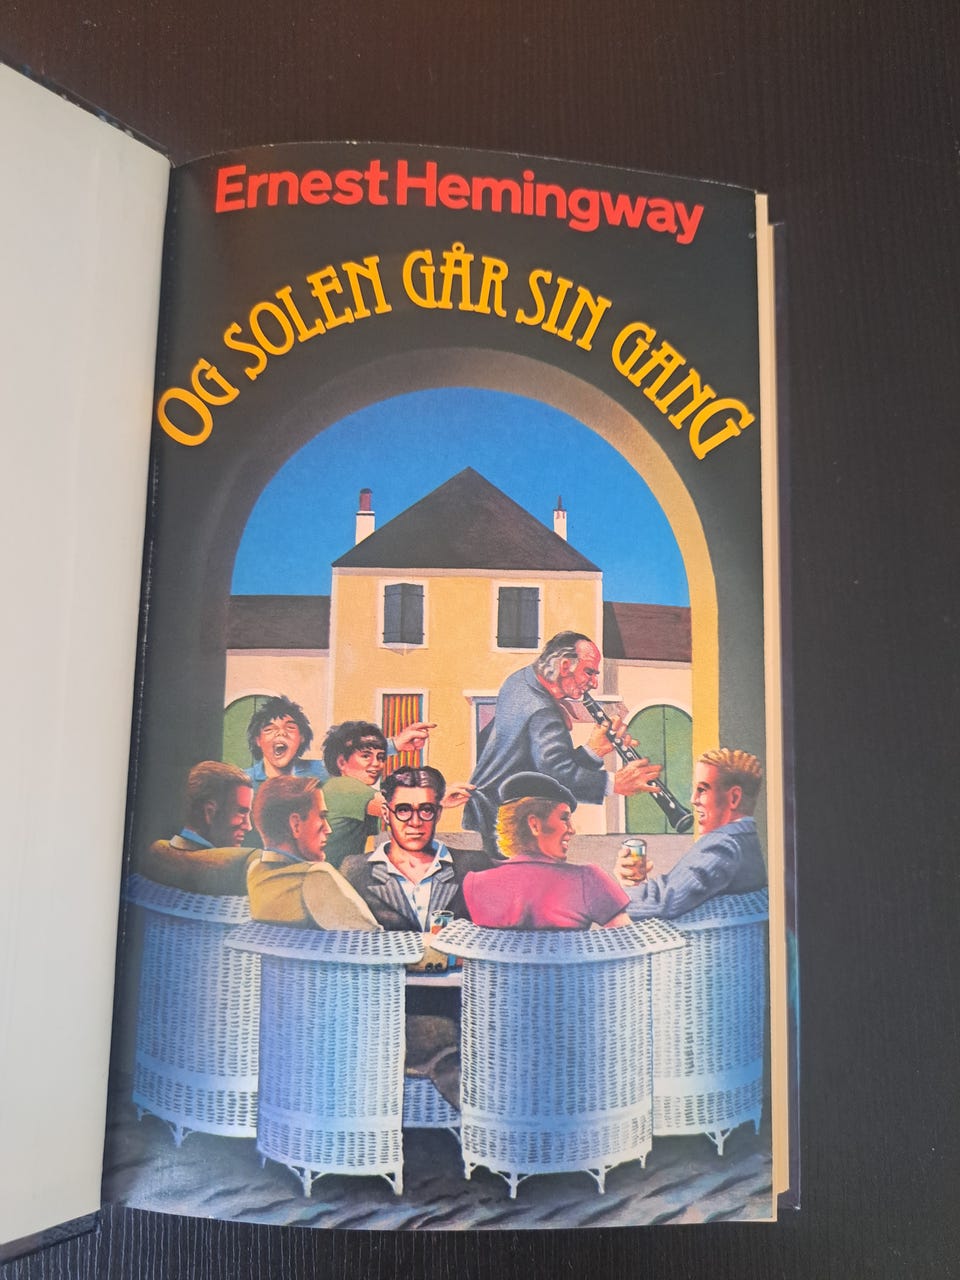 Ernest Hemingway
OG SOLEN GÅR SIN GANG